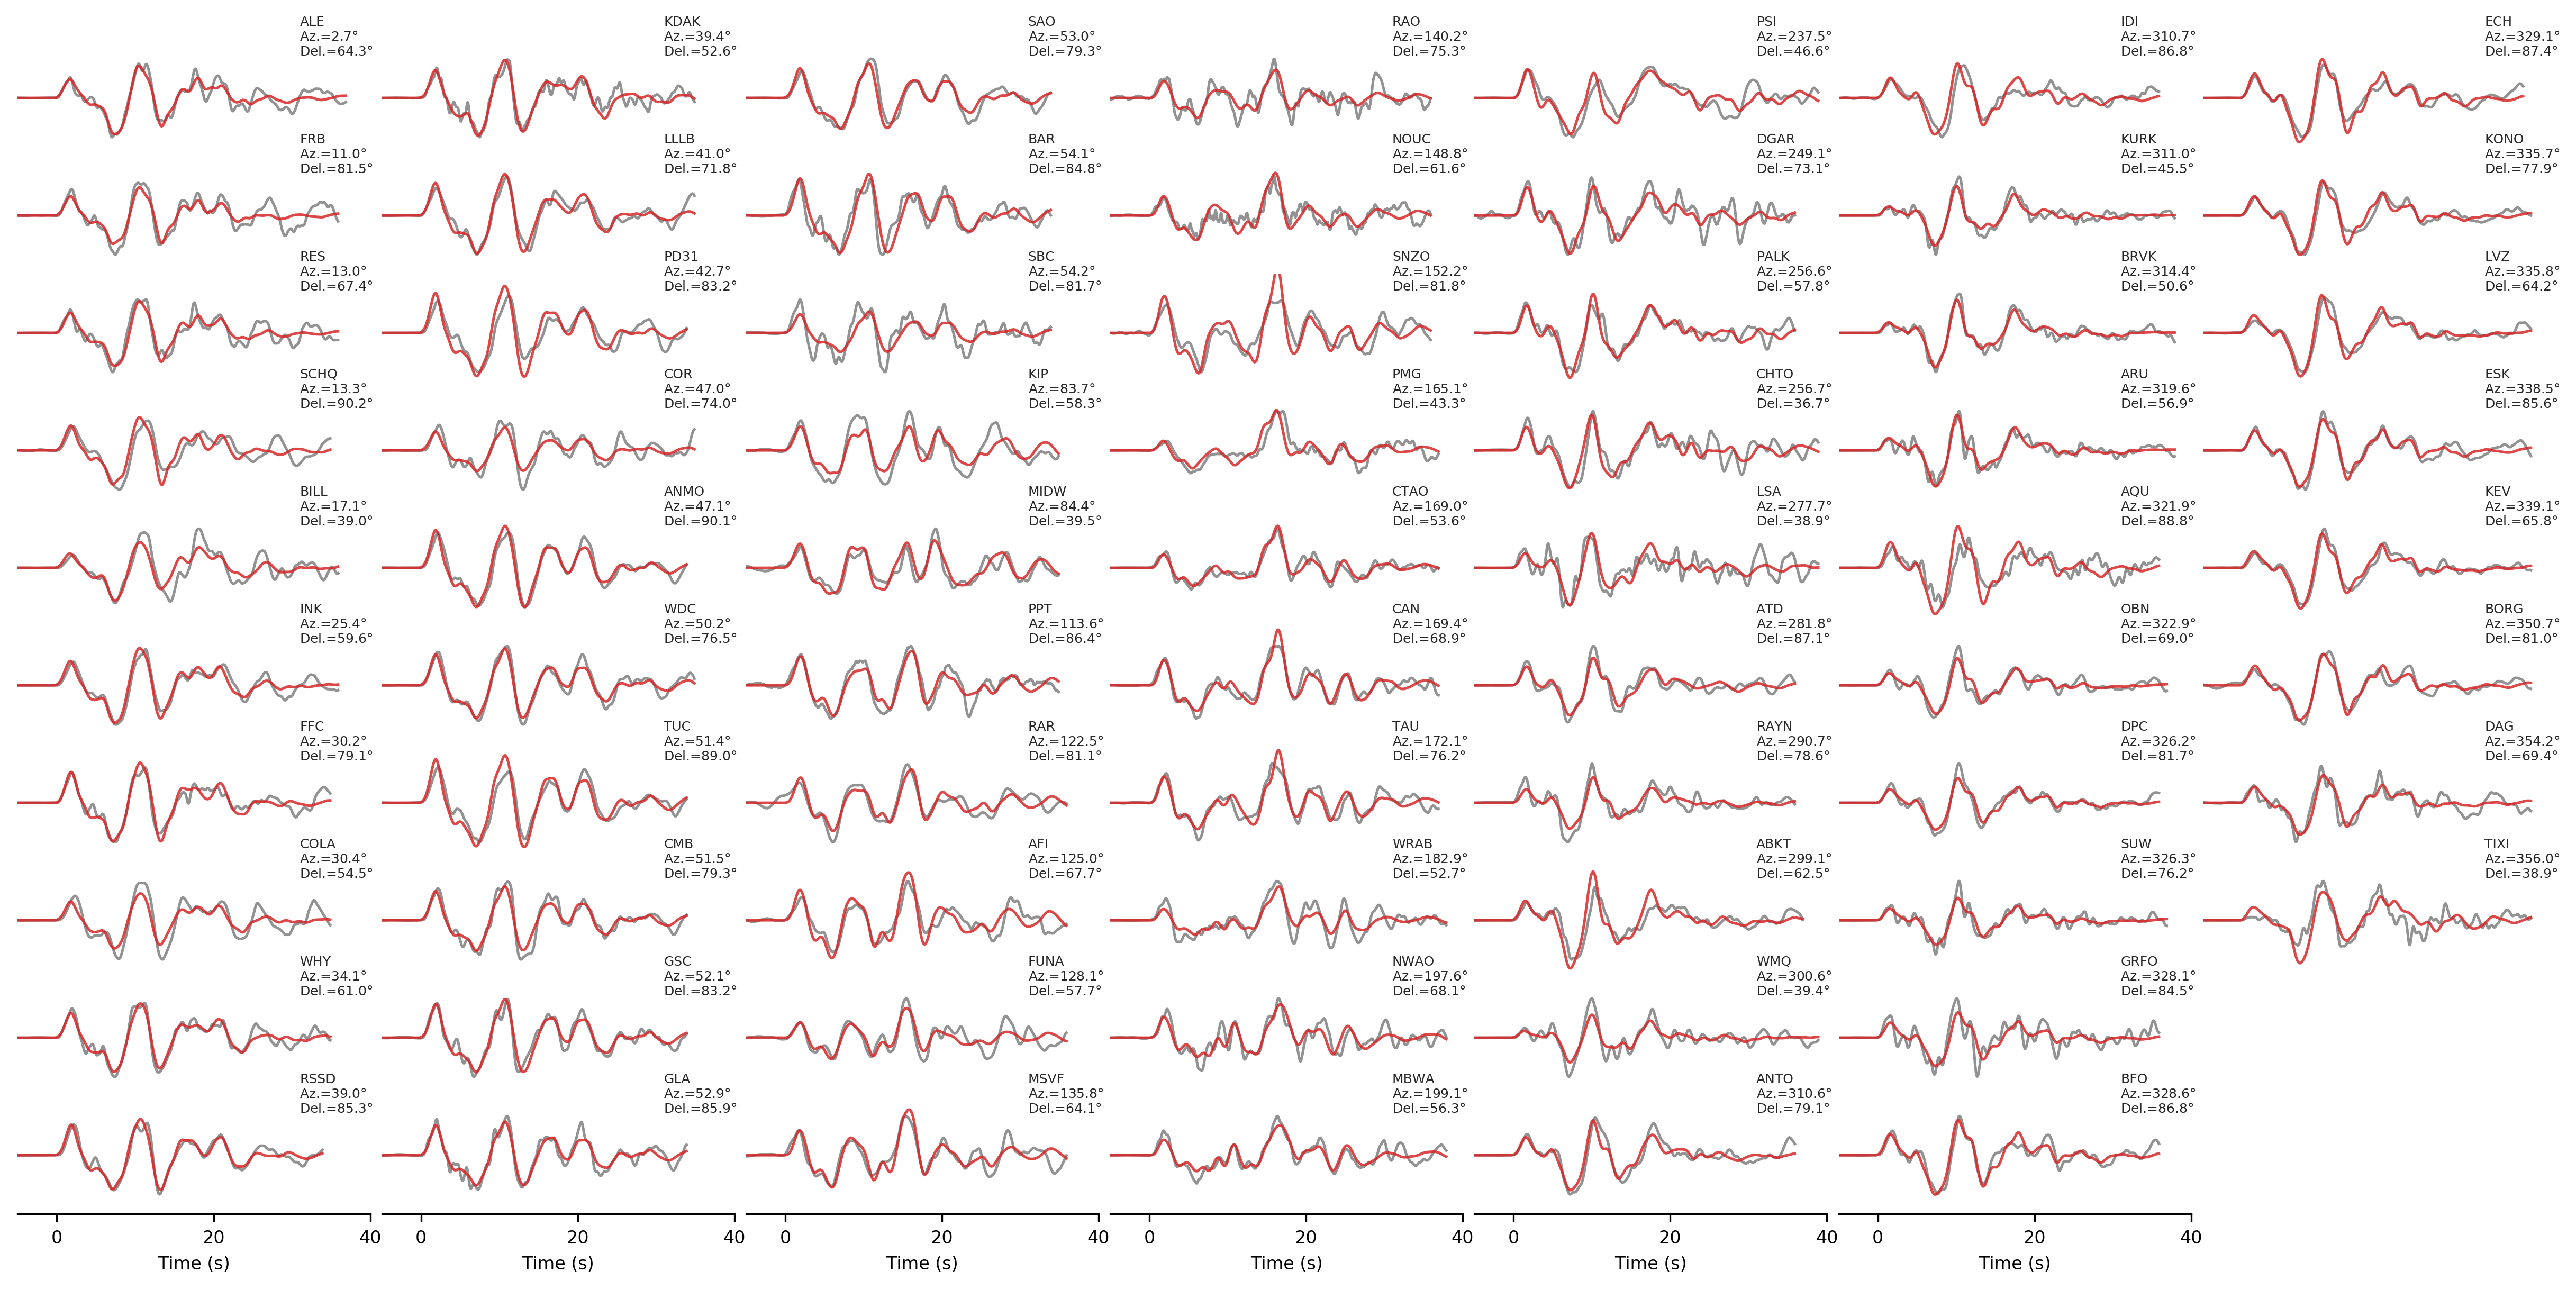 ALE
Az.=2.7°
Del.=64.3°
FRB
Az.=11.0°
Del.=81.5°
RES
Az.=13.0°
Del.=67.4°
SCHQ
Az.=13.3°
Del.=90.2°
BILL
Az.=17.1°
Del.=39.0°
INK
Az.=25.4°
Del.=59.6°
FFC
Az.=30.2°
Del.=79.1°
COLA
Az.=30.4°
Del.=54.5°
WHY
Az.=34.1°
Del.=61.0°
RSSD
Az.=39.0°
Del.=85.3°
0 20 40
Time (s)
KDAK
Az.=39.4°
Del.=52.6°
LLLB
Az.=41.0°
Del.=71.8°
PD31
Az.=42.7°
Del.=83.2°
COR
Az.=47.0°
Del.=74.0°
ANMO
Az.=47.1°
Del.=90.1°
WDC
Az.=50.2°
Del.=76.5°
TUC
Az.=51.4°
Del.=89.0°
CMB
Az.=51.5°
Del.=79.3°
GSC
Az.=52.1°
Del.=83.2°
GLA
Az.=52.9°
Del.=85.9°
0 20 40
Time (s)
SAO
Az.=53.0°
Del.=79.3°
BAR
Az.=54.1°
Del.=84.8°
SBC
Az.=54.2°
Del.=81.7°
KIP
Az.=83.7°
Del.=58.3°
MIDW
Az.=84.4°
Del.=39.5°
PPT
Az.=113.6°
Del.=86.4°
RAR
Az.=122.5°
Del.=81.1°
AFI
Az.=125.0°
Del.=67.7°
FUNA
Az.=128.1°
Del.=57.7°
MSVF
Az.=135.8°
Del.=64.1°
0 20 40
Time (s)
RAO
Az.=140.2°
Del.=75.3°
NOUC
Az.=148.8°
Del.=61.6°
SNZO
Az.=152.2°
Del.=81.8°
PMG
Az.=165.1°
Del.=43.3°
CTAO
Az.=169.0°
Del.=53.6°
CAN
Az.=169.4°
Del.=68.9°
TAU
Az.=172.1°
Del.=76.2°
WRAB
Az.=182.9°
Del.=52.7°
NWAO
Az.=197.6°
Del.=68.1°
MBWA
Az.=199.1°
Del.=56.3°
0 20 40
Time (s)
PSI
Az.=237.5°
Del.=46.6°
DGAR
Az.=249.1°
Del.=73.1°
PALK
Az.=256.6°
Del.=57.8°
CHTO
Az.=256.7°
Del.=36.7°
LSA
Az.=277.7°
Del.=38.9°
ATD
Az.=281.8°
Del.=87.1°
RAYN
Az.=290.7°
Del.=78.6°
ABKT
Az.=299.1°
Del.=62.5°
WMQ
Az.=300.6°
Del.=39.4°
ANTO
Az.=310.6°
Del.=79.1°
0 20 40
Time (s)
IDI
Az.=310.7°
Del.=86.8°
KURK
Az.=311.0°
Del.=45.5°
BRVK
Az.=314.4°
Del.=50.6°
ARU
Az.=319.6°
Del.=56.9°
AQU
Az.=321.9°
Del.=88.8°
OBN
Az.=322.9°
Del.=69.0°
DPC
Az.=326.2°
Del.=81.7°
SUW
Az.=326.3°
Del.=76.2°
GRFO
Az.=328.1°
Del.=84.5°
BFO
Az.=328.6°
Del.=86.8°
0 20 40
Time (s)
ECH
Az.=329.1°
Del.=87.4°
KONO
Az.=335.7°
Del.=77.9°
LVZ
Az.=335.8°
Del.=64.2°
ESK
Az.=338.5°
Del.=85.6°
KEV
Az.=339.1°
Del.=65.8°
BORG
Az.=350.7°
Del.=81.0°
DAG
Az.=354.2°
Del.=69.4°
TIXI
Az.=356.0°
Del.=38.9°